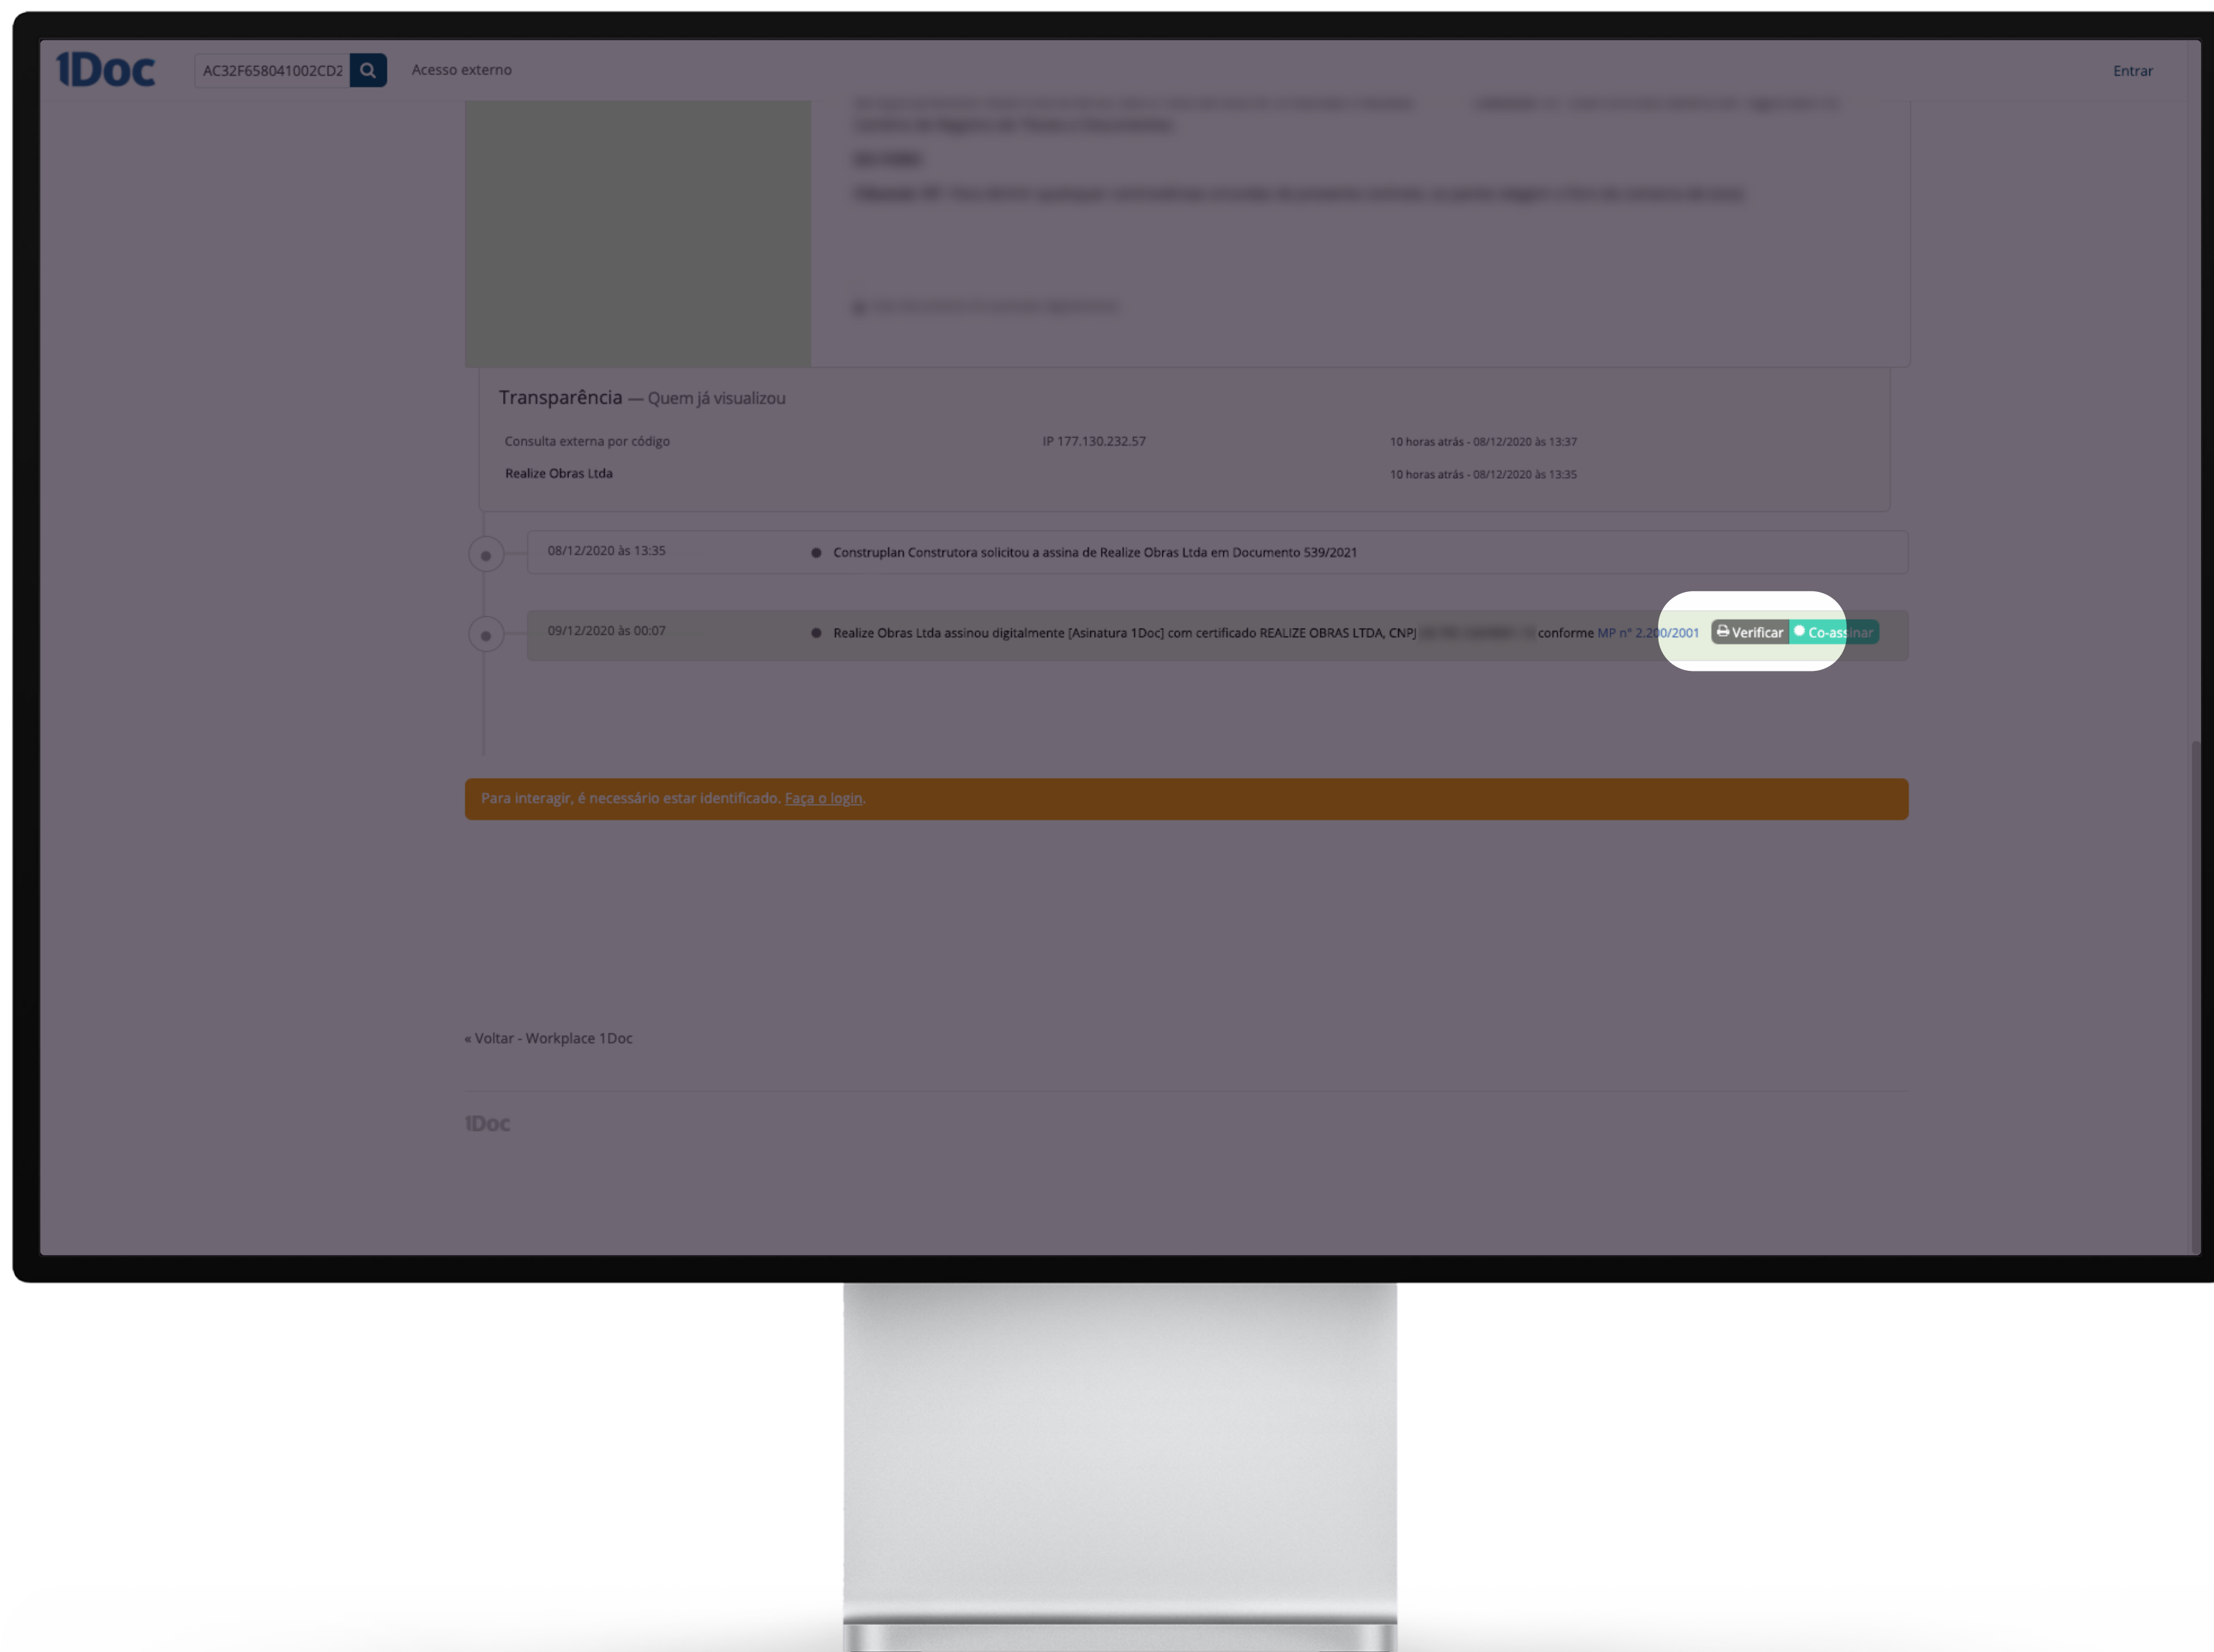 1Doc
AC32F658041002CD2
Acesso externo
Entrar
Transparência — Quem já visualizou
Consulta externa por código IP 177.130.232.57 10 horas atrás - 08/12/2020 às 13:37
Realize Obras Ltda 10 horas atrás - 08/12/2020 às 13:35
08/12/2020 às 13:35 Construplan Construtora solicitou a assina de Realize Obras Ltda em Documento 539/2021
09/12/2020 às 00:07 Realize Obras Ltda assinou digitalmente [Asinatura 1Doc] com certificado REALIZE OBRAS LTDA, CNPJ conforme MP nº 2.200/2001 Verificar Co-assinar
Para interagir, é necessário estar identificado. Faça o login.
« Voltar - Workplace 1Doc
1Doc